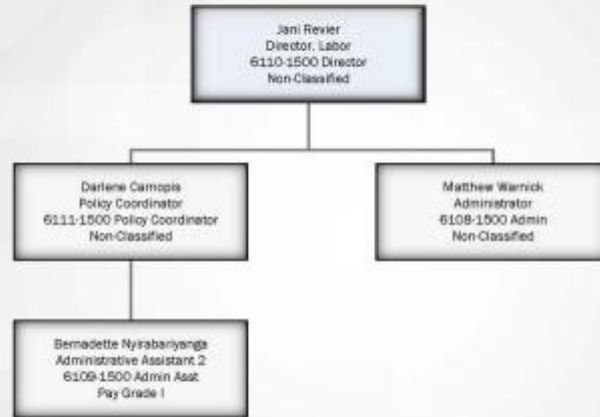 Jani Revier
Director, Labor
6110-1500 Director
Non-Classified
Darlene Carnopis
Policy Coordinator
6111-1500 Policy Coordinator
Non-Classified
Matthew Warnick
Administrator
6108-1500 Admin
Non-Classified
Bernadette Nyirabariyanga
Administrative Assistant 2
6109-1500 Admin Asst
Pay Grade I